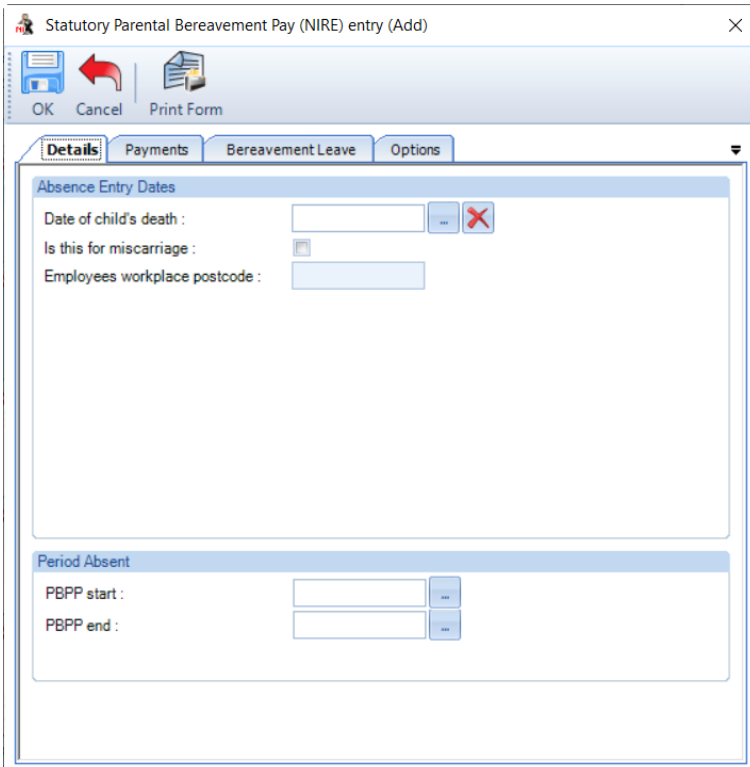 Statutory Parental Bereavement Pay (NIRE) entry (Add)
OK Cancel Print Form
Details Payments Bereavement Leave Options
Absence Entry Dates
Date of child's death :
...
Is this for miscarriage :
Employees workplace postcode :
Period Absent
PBPP start :
...
PBPP end :
...